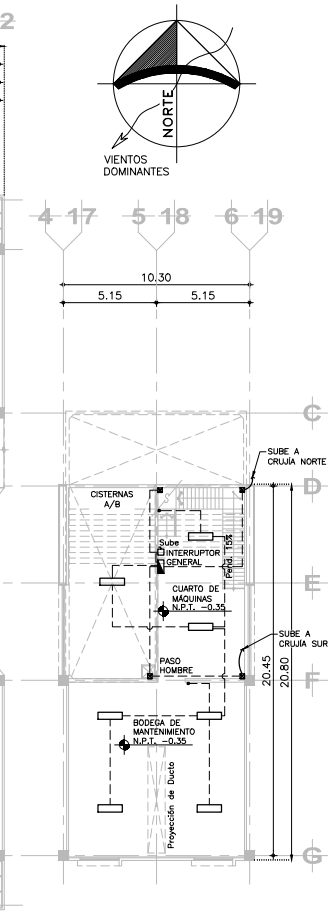 2
NORTE
VIENTOS
DOMINANTES
4 17
5 18
6 19
10.30
5.15
5.15
C
SUBE A
CRUJÍA NORTE
D
CISTERNAS
A/B
Sube
INTERRUPTOR
GENERAL
Pend. 15%
E
CUARTO DE
MÁQUINAS
N.P.T. -0.35
SUBE A
CRUJÍA SUR
PASO
HOMBRE
F
20.45
20.80
BODEGA DE
MANTENIMIENTO
N.P.T. -0.35
Proyección de Ducto
G